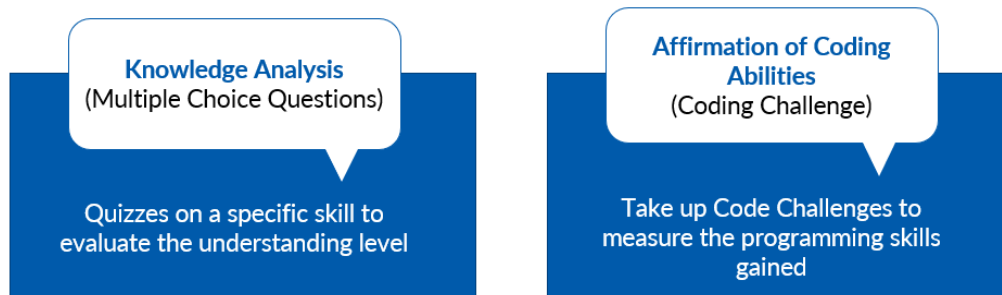 Knowledge Analysis
(Multiple Choice Questions)
Quizzes on a specific skill to
evaluate the understanding level
Affirmation of Coding
Abilities
(Coding Challenge)
Take up Code Challenges to
measure the programming skills
gained